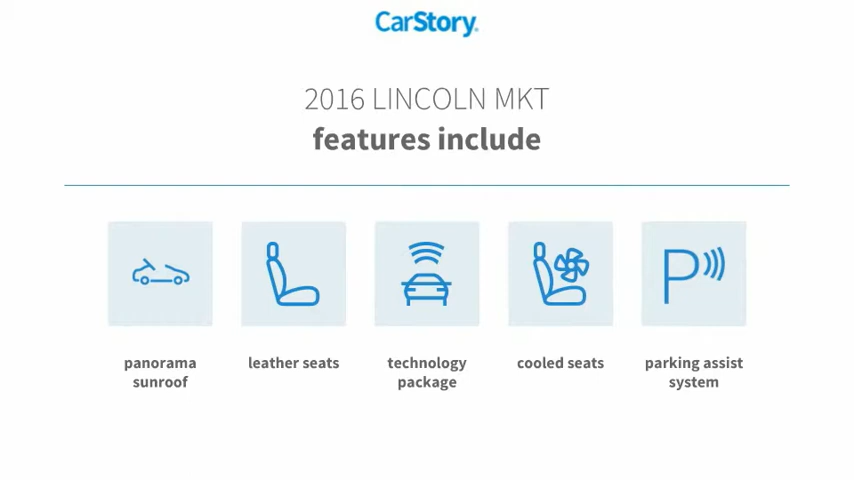 CarStory
2016 LINCOLN MKT
features include
P
panorama
sunroof
leather seats
technology
package
cooled seats
parking assist
system